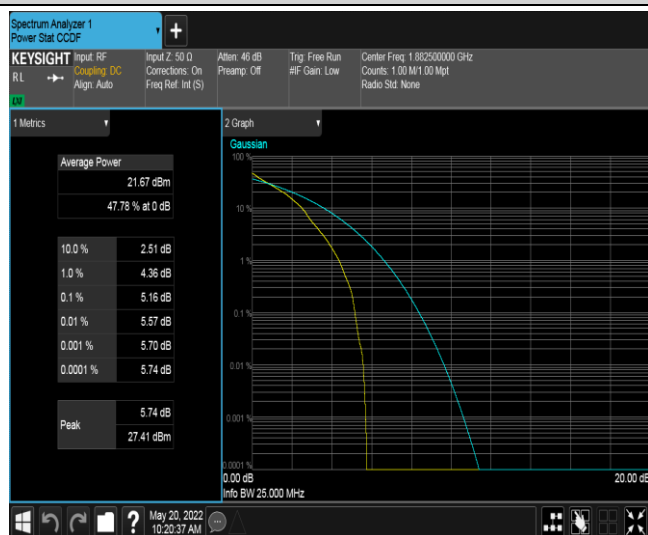 Spectrum Analyzer 1
Power Stat CCDF
+
KEYSIGHT Input: RF Input Z: 50 Ω Atten: 46 dB Trig: Free Run Center Freq: 1.882500000 GHz
RL Coupling: DC Corrections: On Preamp: Off #IF Gain: Low Counts: 1.00 M/1.00 Mpt
Align: Auto Freq Ref: Int (S) Radio Std: None
LXI
1 Metrics
Average Power
21.67 dBm
47.78 % at 0 dB
10.0 % 2.51 dB
1.0 % 4.36 dB
0.1 % 5.16 dB
0.01 % 5.57 dB
0.001 % 5.70 dB
0.0001 % 5.74 dB
Peak 5.74 dB
27.41 dBm
2 Graph
Gaussian
100 %
10 %
1 %
0.1 %
0.01 %
0.001 %
0.0001 %
0.00 dB 20.00 dB
Info BW 25.000 MHz
? May 20, 2022
10:20:37 AM